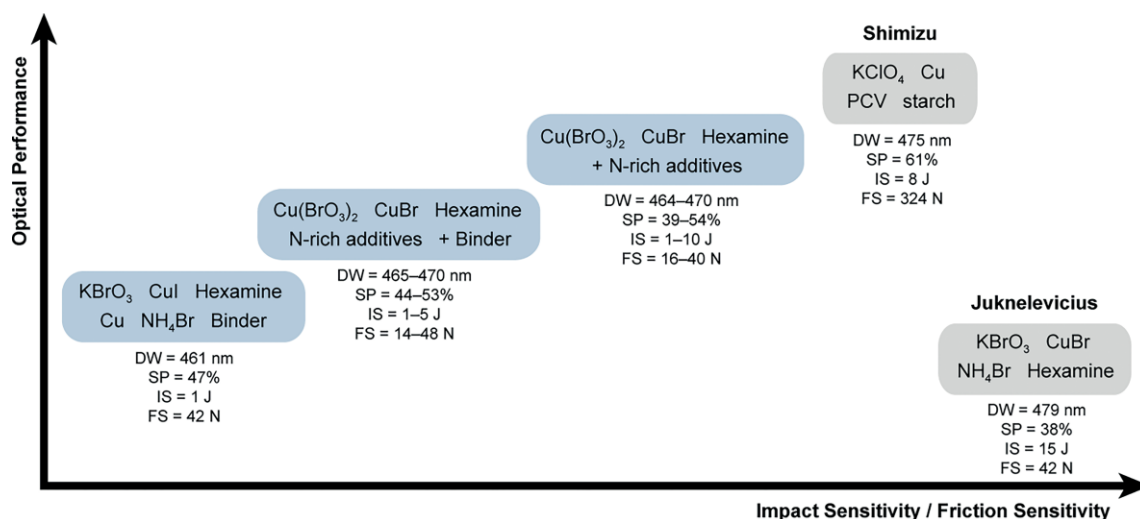 Optical Performance
Shimizu
KClO₄ Cu
PCV starch
DW = 475 nm
SP = 61%
IS = 8 J
FS = 324 N
Cu(BrO₃)₂ CuBr Hexamine
+ N-rich additives
DW = 464–470 nm
SP = 39–54%
IS = 1–10 J
FS = 16–40 N
Cu(BrO₃)₂ CuBr Hexamine
N-rich additives + Binder
DW = 465–470 nm
SP = 44–53%
IS = 1–5 J
FS = 14–48 N
KBrO₃ CuI Hexamine
Cu NH₄Br Binder
DW = 461 nm
SP = 47%
IS = 1 J
FS = 42 N
Juknelevicius
KBrO₃ CuBr
NH₄Br Hexamine
DW = 479 nm
SP = 38%
IS = 15 J
FS = 42 N
Impact Sensitivity / Friction Sensitivity